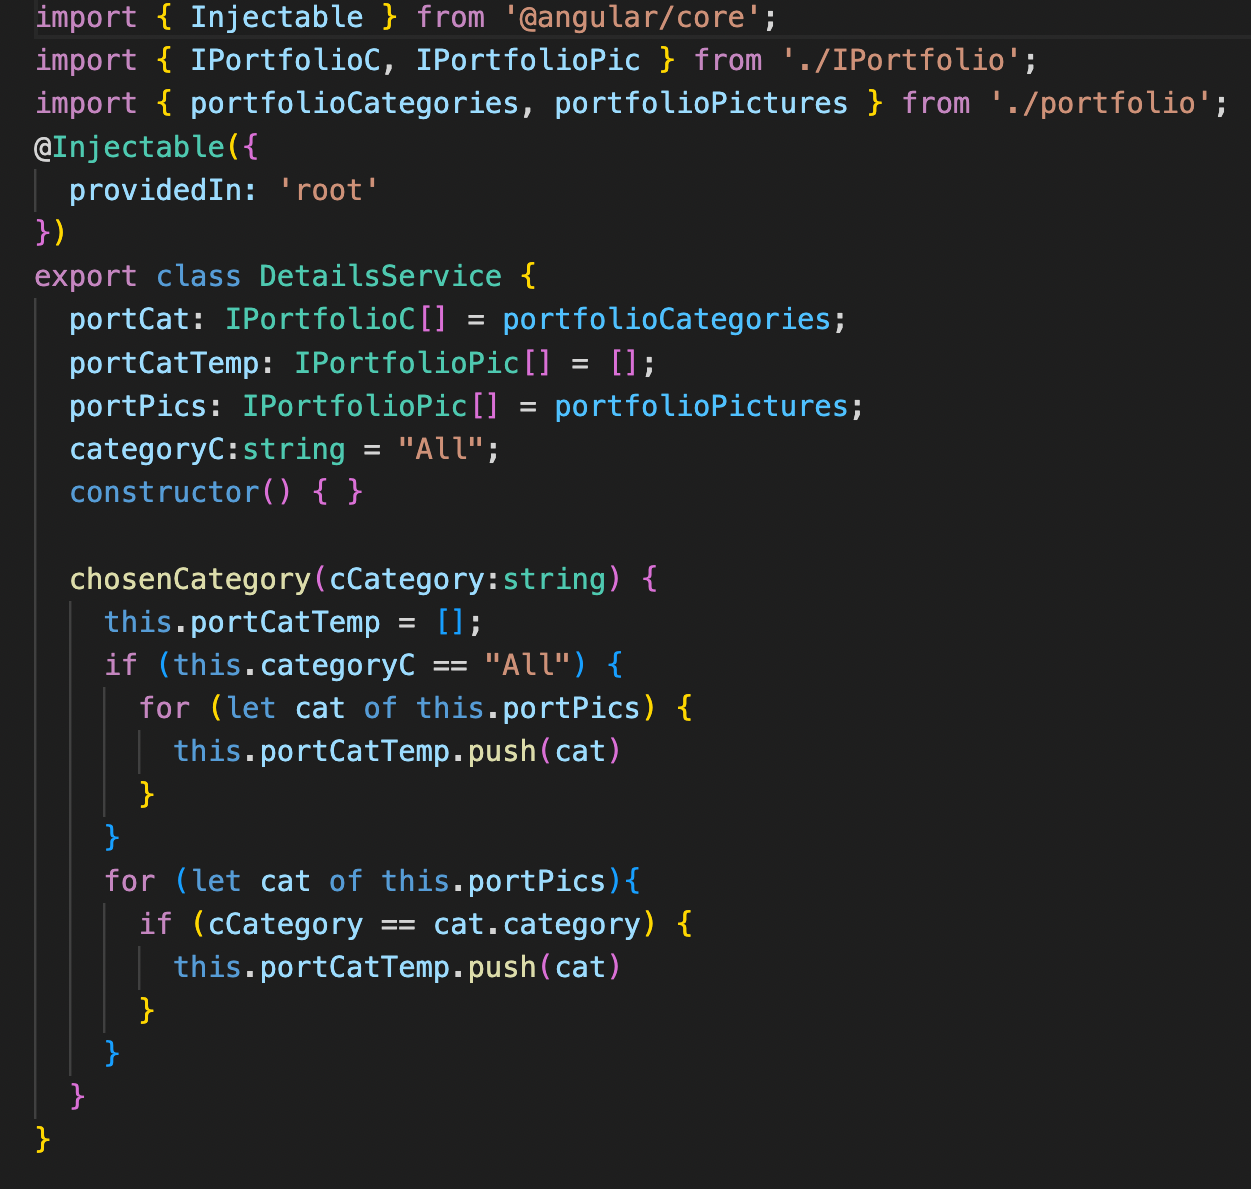 import { Injectable } from '@angular/core';
import { IPortfolioC, IPortfolioPic } from './IPortfolio';
import { portfolioCategories, portfolioPictures } from './portfolio';
@Injectable({
  providedIn: 'root'
})
export class DetailsService {
  portCat: IPortfolioC[] = portfolioCategories;
  portCatTemp: IPortfolioPic[] = [];
  portPics: IPortfolioPic[] = portfolioPictures;
  categoryC:string = "All";
  constructor() { }

  chosenCategory(cCategory:string) {
    this.portCatTemp = [];
    if (this.categoryC == "All") {
      for (let cat of this.portPics) {
        this.portCatTemp.push(cat)
      }
    }
    for (let cat of this.portPics){
      if (cCategory == cat.category) {
        this.portCatTemp.push(cat)
      }
    }
  }
}